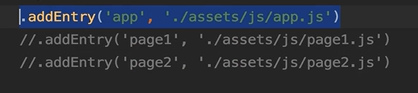 .addEntry('app', './assets/js/app.js')
//.addEntry('page1', './assets/js/page1.js')
//.addEntry('page2', './assets/js/page2.js')